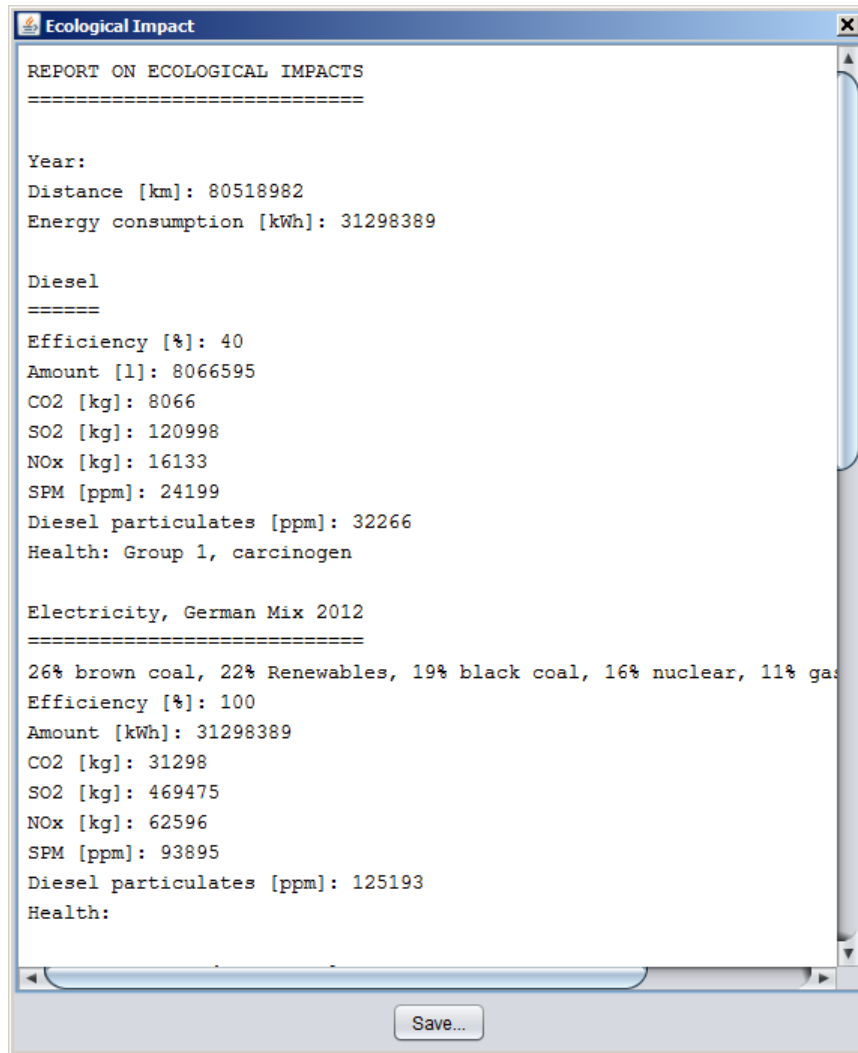 Ecological Impact
REPORT ON ECOLOGICAL IMPACTS
============================
Year:
Distance [km]: 80518982
Energy consumption [kWh]: 31298389
Diesel
======
Efficiency [%]: 40
Amount [l]: 8066595
CO2 [kg]: 8066
SO2 [kg]: 120998
NOx [kg]: 16133
SPM [ppm]: 24199
Diesel particulates [ppm]: 32266
Health: Group 1, carcinogen
Electricity, German Mix 2012
============================
26% brown coal, 22% Renewables, 19% black coal, 16% nuclear, 11% gas
Efficiency [%]: 100
Amount [kWh]: 31298389
CO2 [kg]: 31298
SO2 [kg]: 469475
NOx [kg]: 62596
SPM [ppm]: 93895
Diesel particulates [ppm]: 125193
Health:
Save...